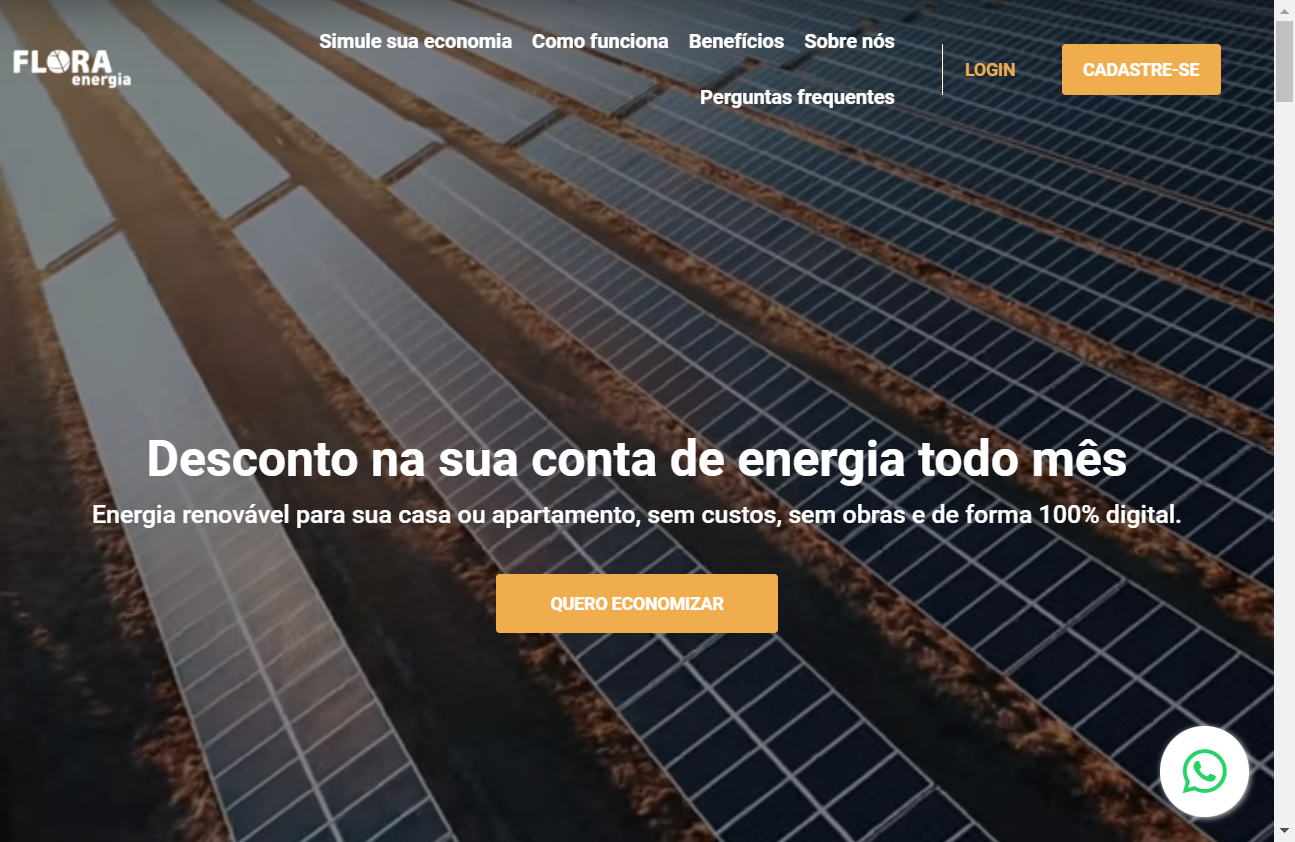 FLORA
energia
Simule sua economia Como funciona Benefícios Sobre nós
Perguntas frequentes
LOGIN
CADASTRE-SE
Desconto na sua conta de energia todo mês
Energia renovável para sua casa ou apartamento, sem custos, sem obras e de forma 100% digital.
QUERO ECONOMIZAR